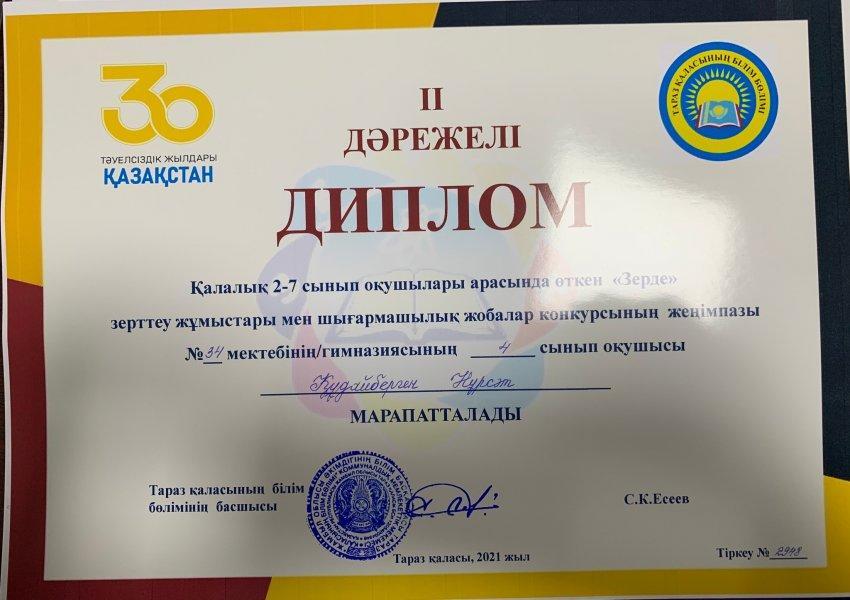 30
ТӘУЕЛСІЗДІК ЖЫЛДАРЫ
ҚАЗАҚСТАН
ТАРАЗ ҚАЛАСЫНЫҢ БІЛІМ БӨЛІМІ
II
ДӘРЕЖЕЛІ
ДИПЛОМ
Қалалық 2-7 сынып оқушылары арасында өткен «Зерде»
зерттеу жұмыстары мен шығармашылық жобалар конкурсының жеңімпазы
№34 мектебінің/гимназиясының 4 сынып оқушысы
Құдайберген Нұрсәт
МАРАПАТТАЛАДЫ
Тараз қаласының білім
бөлімінің басшысы
С.К.Есеев
Тараз қаласы, 2021 жыл
Тіркеу № 2948